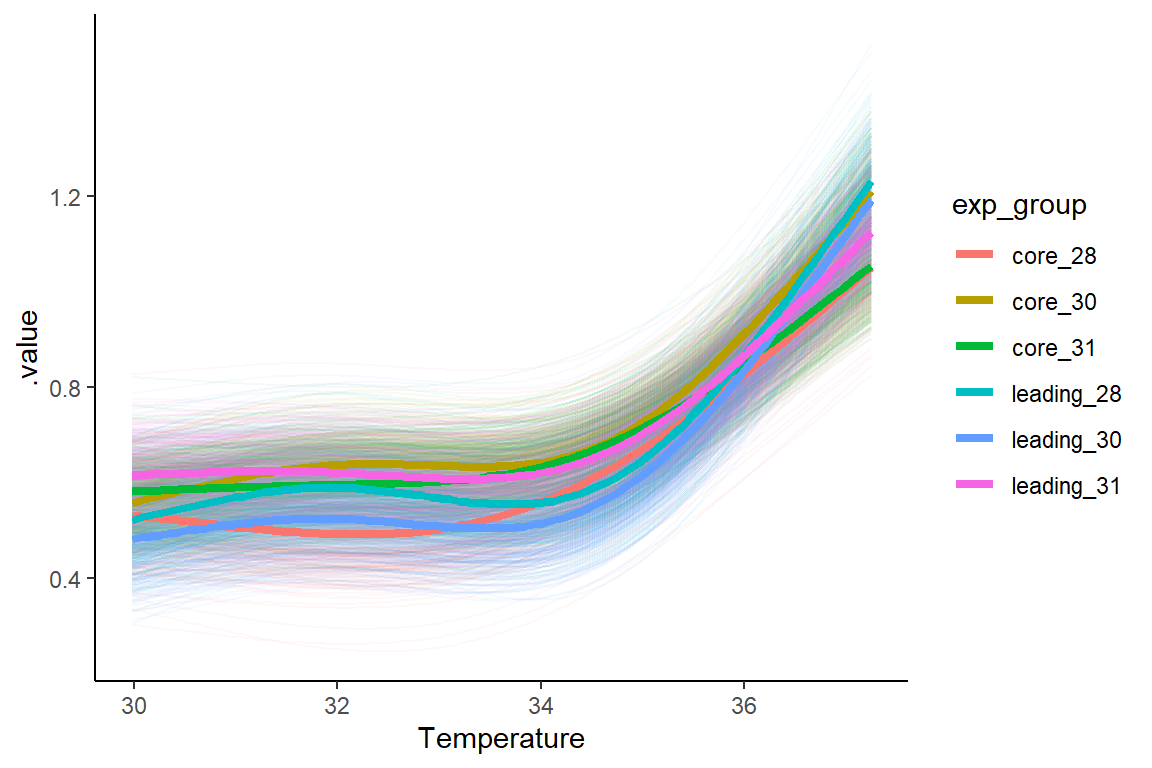 .value
1.2
0.8
0.4
30
32
34
36
Temperature
exp_group
core_28
core_30
core_31
leading_28
leading_30
leading_31